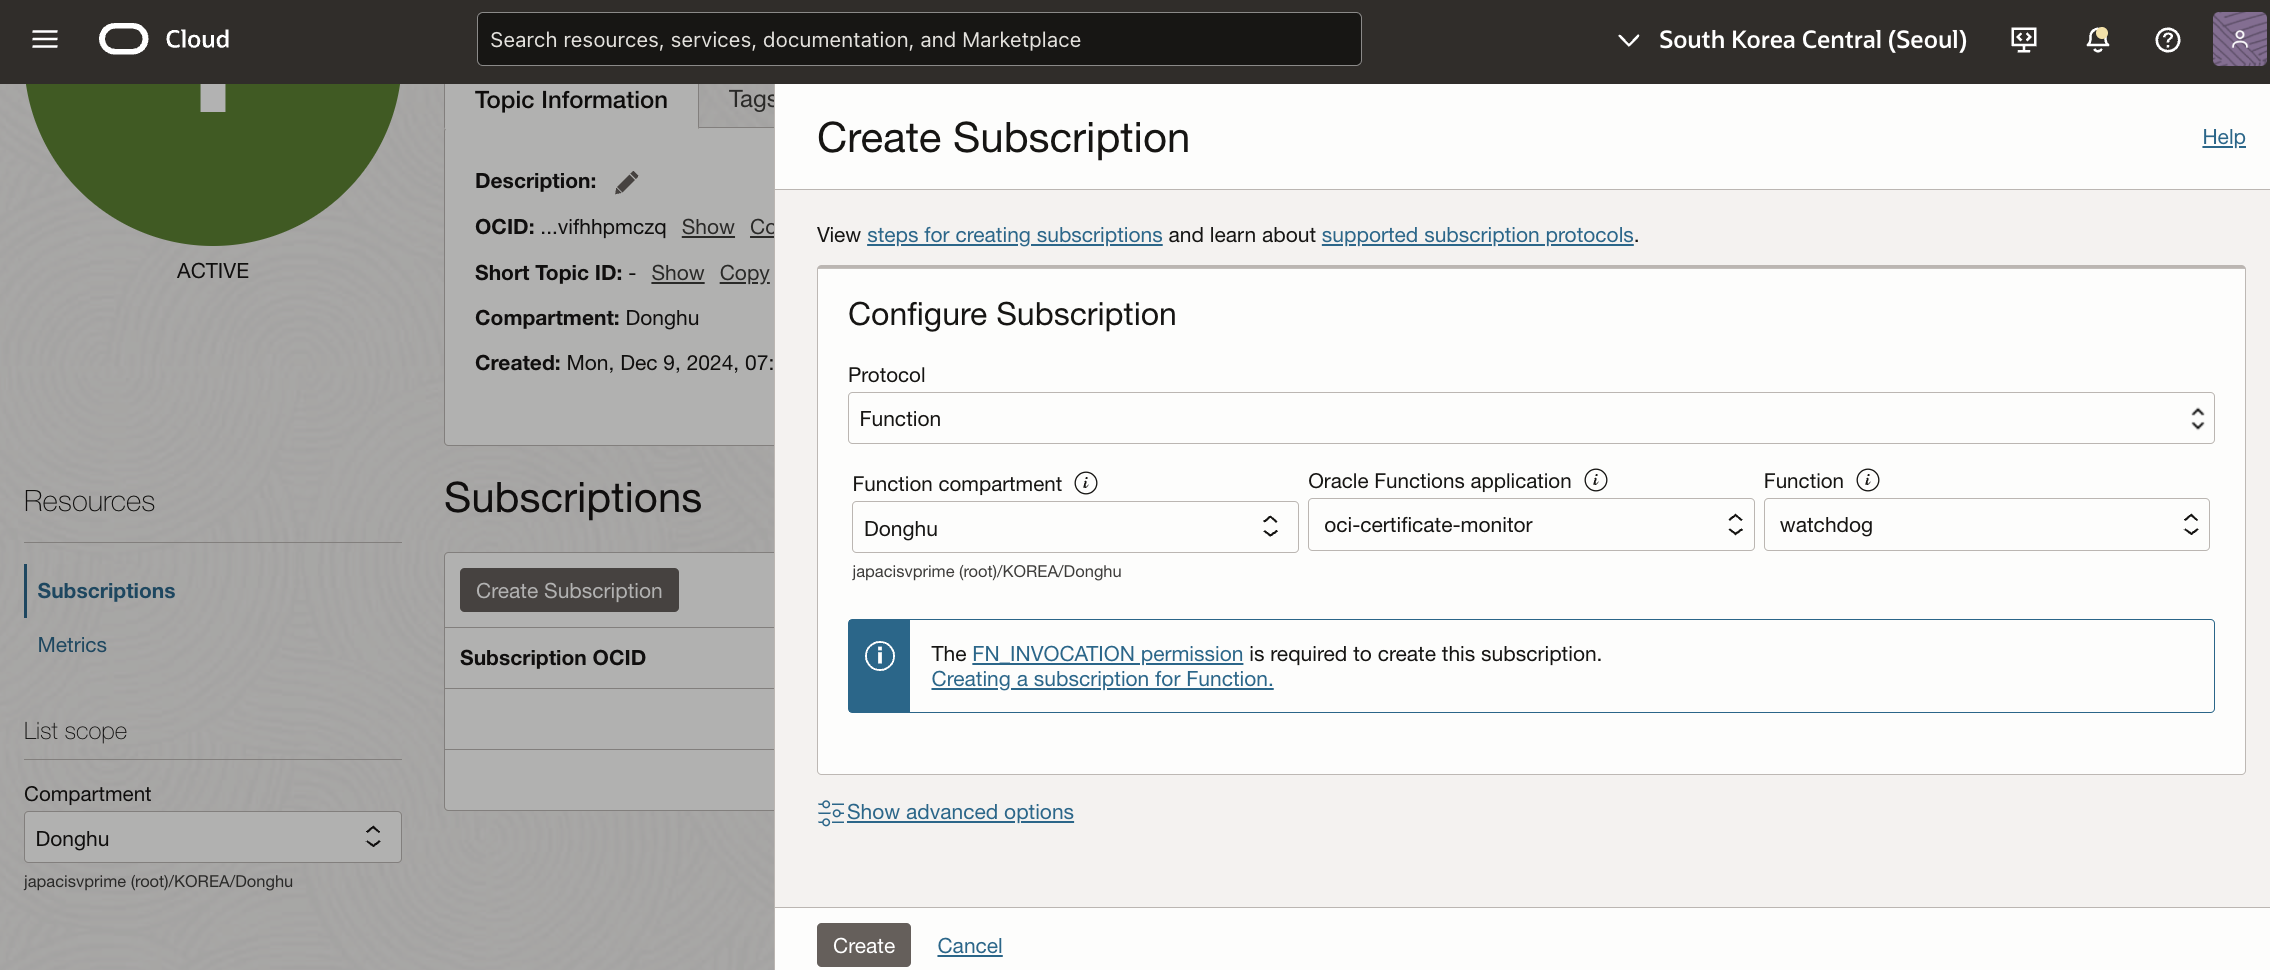 Cloud
Search resources, services, documentation, and Marketplace
South Korea Central (Seoul)
ACTIVE
Topic Information
Tags
Description:
OCID: ...vifhhpmczq Show Co
Short Topic ID: - Show Copy
Compartment: Donghu
Created: Mon, Dec 9, 2024, 07:
Resources
Subscriptions
Metrics
List scope
Compartment
Donghu
japacisvprime (root)/KOREA/Donghu
Subscriptions
Create Subscription
Subscription OCID
Create Subscription
Help
View steps for creating subscriptions and learn about supported subscription protocols.
Configure Subscription
Protocol
Function
Function compartment
Donghu
japacisvprime (root)/KOREA/Donghu
Oracle Functions application
oci-certificate-monitor
Function
watchdog
The FN_INVOCATION permission is required to create this subscription.
Creating a subscription for Function.
Show advanced options
Create
Cancel